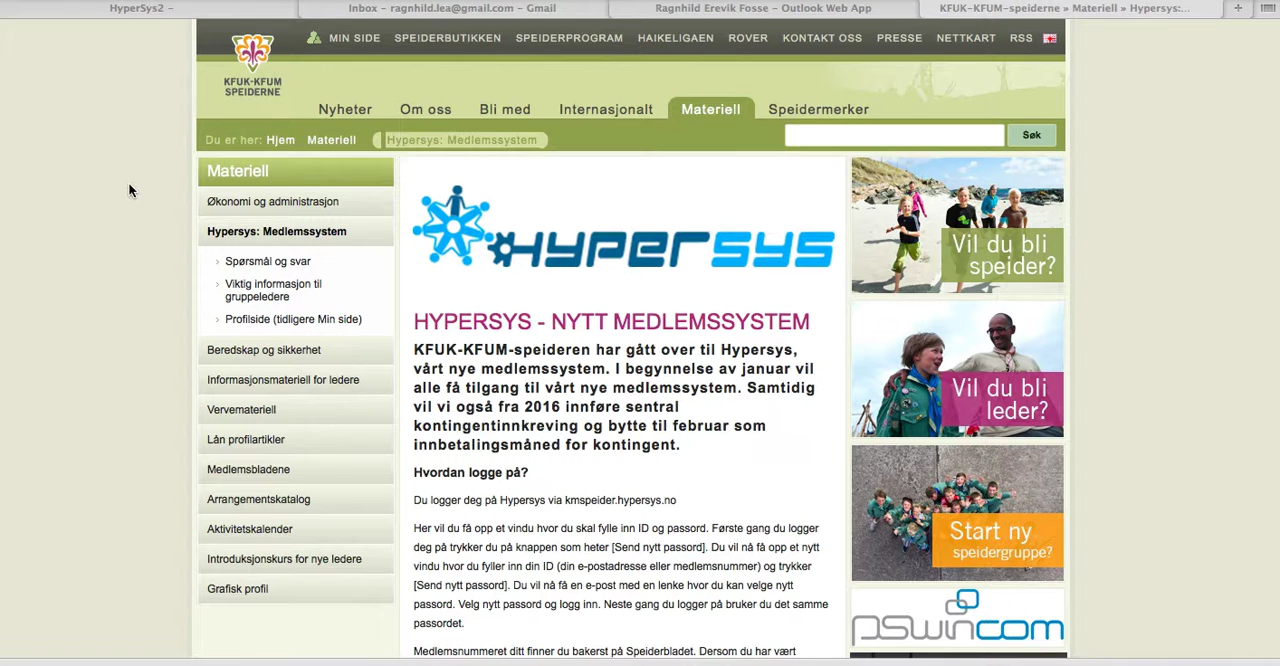 HyperSys2 –
Inbox – ragnhild.lea@gmail.com – Gmail
Ragnhild Erevik Fosse – Outlook Web App
KFUK-KFUM-speiderne » Materiell » Hypersys:...
MIN SIDE SPEIDERBUTIKKEN SPEIDERPROGRAM HAIKELIGAEN ROVER KONTAKT OSS PRESSE NETTKART RSS
KFUK-KFUM
SPEIDERNE
Nyheter Om oss Bli med Internasjonalt Materiell Speidermerker
Du er her: Hjem Materiell Hypersys: Medlemssystem
Søk
Materiell
Økonomi og administrasjon
Hypersys: Medlemssystem
› Spørsmål og svar
› Viktig informasjon til
gruppeledere
› Profilside (tidligere Min side)
Beredskap og sikkerhet
Informasjonsmateriell for ledere
Vervemateriell
Lån profilartikler
Medlemsbladene
Arrangementskatalog
Aktivitetskalender
Introduksjonskurs for nye ledere
Grafisk profil
HYPERSYS
HYPERSYS - NYTT MEDLEMSSYSTEM
KFUK-KFUM-speideren har gått over til Hypersys,
vårt nye medlemssystem. I begynnelse av januar vil
alle få tilgang til vårt nye medlemssystem. Samtidig
vil vi også fra 2016 innføre sentral
kontingentinnkreving og bytte til februar som
innbetalingsmåned for kontingent.
Hvordan logge på?
Du logger deg på Hypersys via kmspeider.hypersys.no
Her vil du få opp et vindu hvor du skal fylle inn ID og passord. Første gang du logger
deg på trykker du på knappen som heter [Send nytt passord]. Du vil nå få opp et nytt
vindu hvor du fyller inn din ID (din e-postadresse eller medlemsnummer) og trykker
[Send nytt passord]. Du vil nå få en e-post med en lenke hvor du kan velge nytt
passord. Velg nytt passord og logg inn. Neste gang du logger på bruker du det samme
passordet.
Medlemsnummeret ditt finner du bakerst på Speiderbladet. Dersom du har vært
Vil du bli
speider?
Vil du bli
leder?
Start ny
speidergruppe?
pswincom